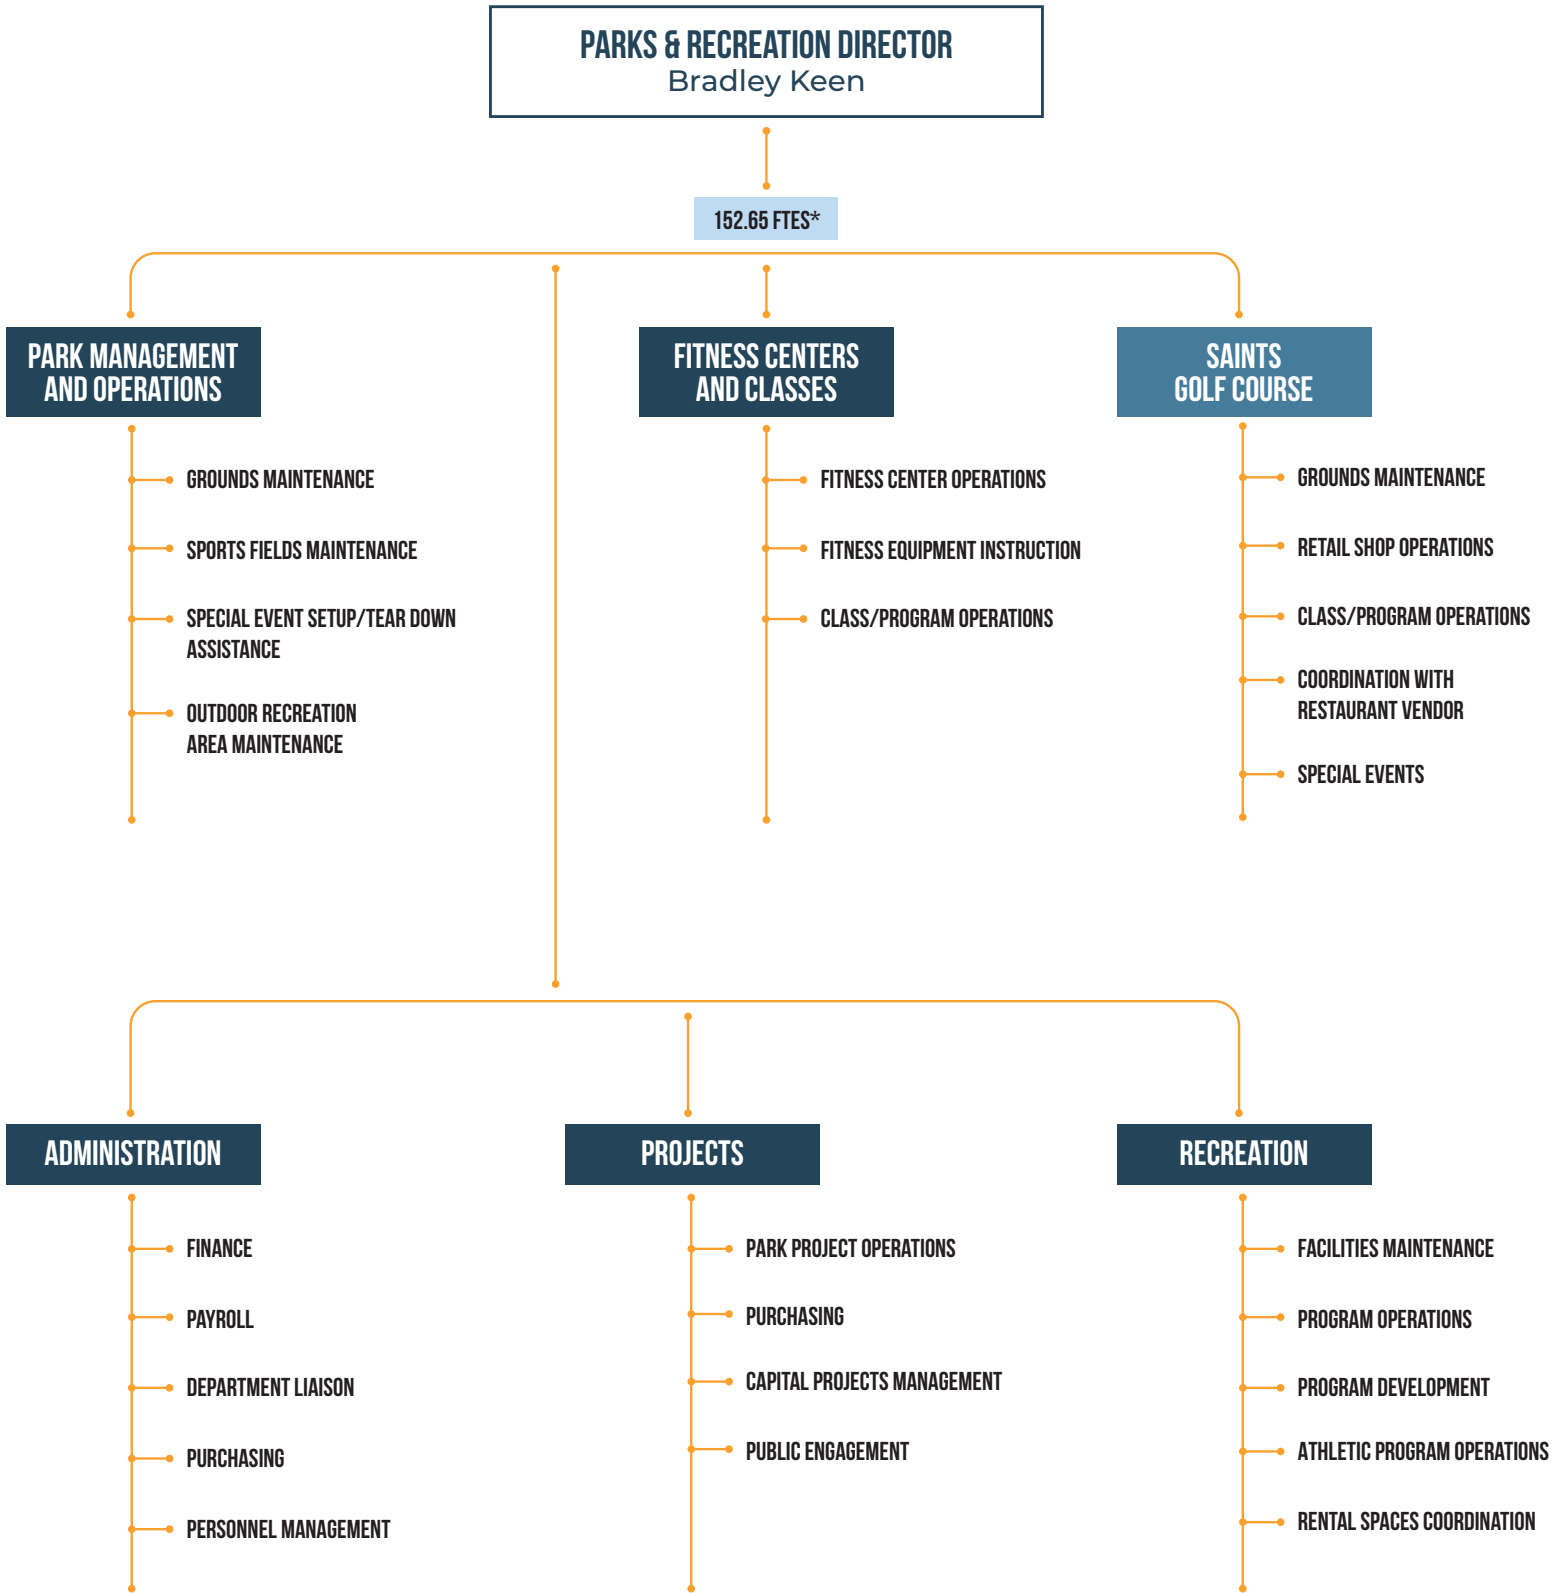 PARKS & RECREATION DIRECTOR
Bradley Keen
152.65 FTES*
PARK MANAGEMENT
AND OPERATIONS
GROUNDS MAINTENANCE
SPORTS FIELDS MAINTENANCE
SPECIAL EVENT SETUP/TEAR DOWN
ASSISTANCE
OUTDOOR RECREATION
AREA MAINTENANCE
FITNESS CENTERS
AND CLASSES
FITNESS CENTER OPERATIONS
FITNESS EQUIPMENT INSTRUCTION
CLASS/PROGRAM OPERATIONS
SAINTS
GOLF COURSE
GROUNDS MAINTENANCE
RETAIL SHOP OPERATIONS
CLASS/PROGRAM OPERATIONS
COORDINATION WITH
RESTAURANT VENDOR
SPECIAL EVENTS
ADMINISTRATION
FINANCE
PAYROLL
DEPARTMENT LIAISON
PURCHASING
PERSONNEL MANAGEMENT
PROJECTS
PARK PROJECT OPERATIONS
PURCHASING
CAPITAL PROJECTS MANAGEMENT
PUBLIC ENGAGEMENT
RECREATION
FACILITIES MAINTENANCE
PROGRAM OPERATIONS
PROGRAM DEVELOPMENT
ATHLETIC PROGRAM OPERATIONS
RENTAL SPACES COORDINATION